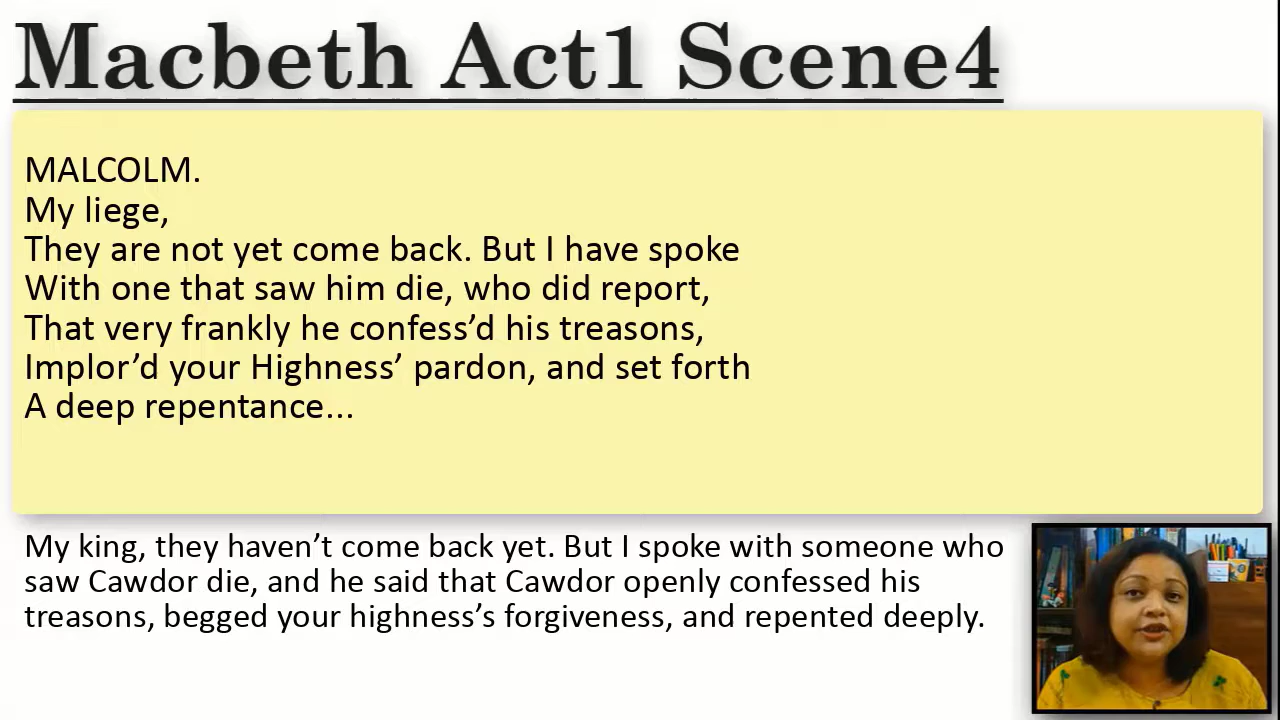 Macbeth Act1 Scene4
MALCOLM.
My liege,
They are not yet come back. But I have spoke
With one that saw him die, who did report,
That very frankly he confess’d his treasons,
Implor’d your Highness’ pardon, and set forth
A deep repentance...
My king, they haven’t come back yet. But I spoke with someone who
saw Cawdor die, and he said that Cawdor openly confessed his
treasons, begged your highness’s forgiveness, and repented deeply.